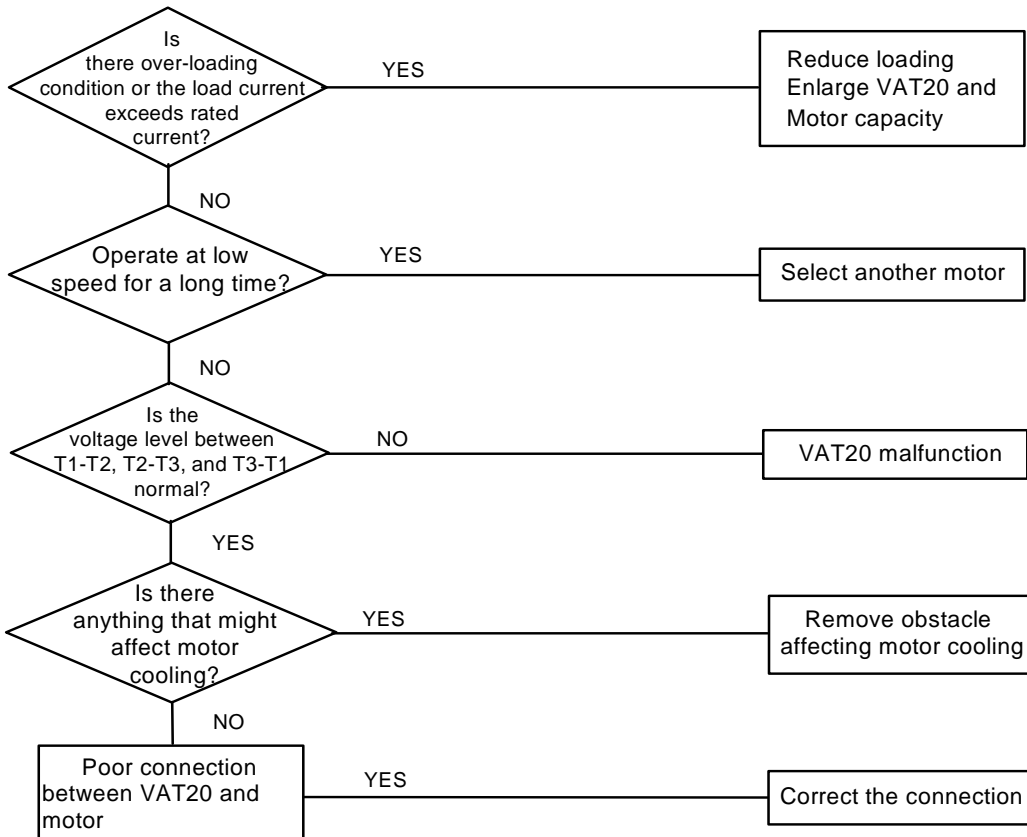 Is
there over-loading
condition or the load current
exceeds rated
current?
YES
Reduce loading
Enlarge VAT20 and
Motor capacity
NO
Operate at low
speed for a long time?
YES
Select another motor
NO
Is the
voltage level between
T1-T2, T2-T3, and T3-T1
normal?
NO
VAT20 malfunction
YES
Is there
anything that might
affect motor
cooling?
YES
Remove obstacle
affecting motor cooling
NO
Poor connection
between VAT20 and
motor
YES
Correct the connection